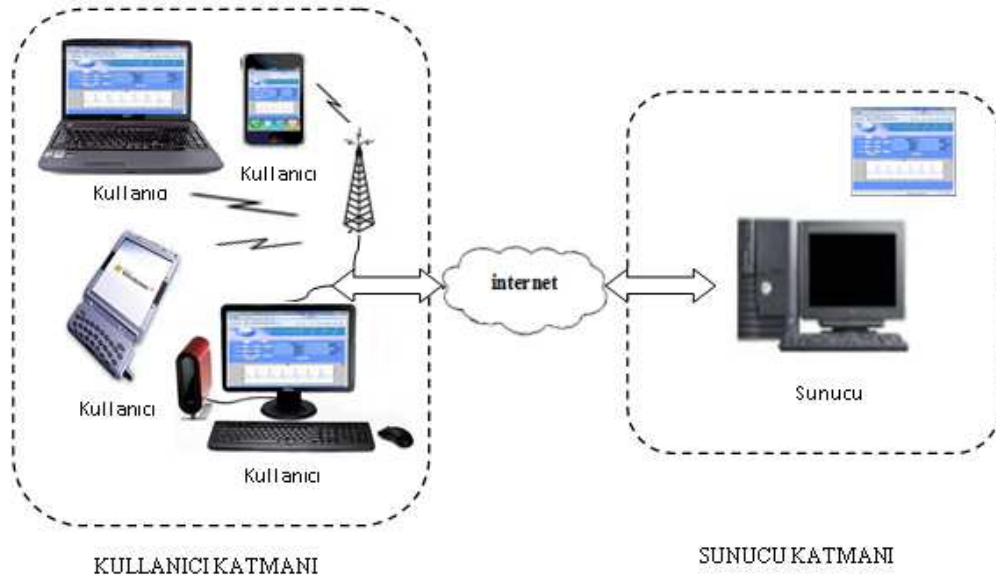 Kullanıcı
Kullanıcı
Kullanıcı
Kullanıcı
KULLANICI KATMANI
internet
Sunucu
SUNUCU KATMANI